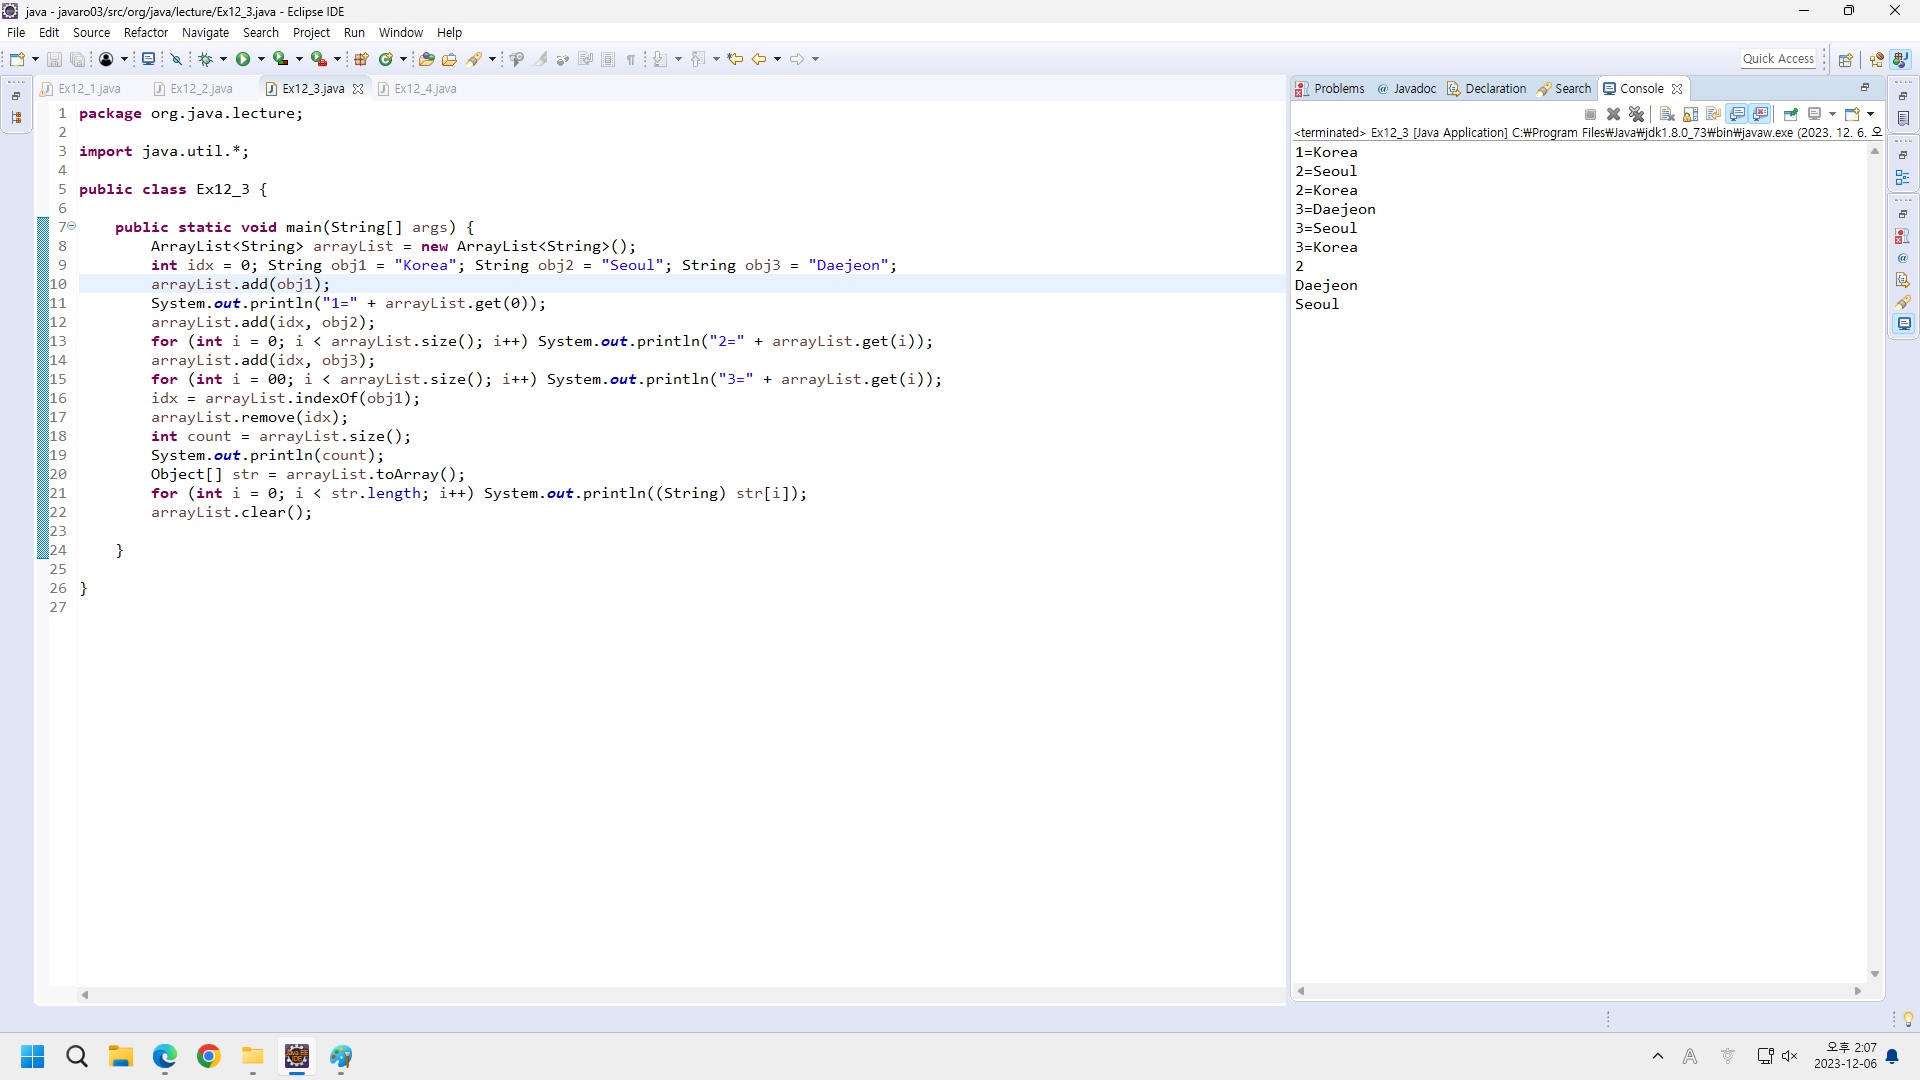 java - javaro03/src/org/java/lecture/Ex12_3.java - Eclipse IDE
File Edit Source Refactor Navigate Search Project Run Window Help
Quick Access
Ex12_1.java Ex12_2.java Ex12_3.java Ex12_4.java
1 package org.java.lecture;
2
3 import java.util.*;
4
5 public class Ex12_3 {
6
7 public static void main(String[] args) {
8 ArrayList<String> arrayList = new ArrayList<String>();
9 int idx = 0; String obj1 = "Korea"; String obj2 = "Seoul"; String obj3 = "Daejeon";
10 arrayList.add(obj1);
11 System.out.println("1=" + arrayList.get(0));
12 arrayList.add(idx, obj2);
13 for (int i = 0; i < arrayList.size(); i++) System.out.println("2=" + arrayList.get(i));
14 arrayList.add(idx, obj3);
15 for (int i = 00; i < arrayList.size(); i++) System.out.println("3=" + arrayList.get(i));
16 idx = arrayList.indexOf(obj1);
17 arrayList.remove(idx);
18 int count = arrayList.size();
19 System.out.println(count);
20 Object[] str = arrayList.toArray();
21 for (int i = 0; i < str.length; i++) System.out.println((String) str[i]);
22 arrayList.clear();
23
24 }
25
26 }
27
Problems @ Javadoc Declaration Search Console
<terminated> Ex12_3 [Java Application] C:₩Program Files₩Java₩jdk1.8.0_73₩bin₩javaw.exe (2023. 12. 6. 오
1=Korea
2=Seoul
2=Korea
3=Daejeon
3=Seoul
3=Korea
2
Daejeon
Seoul
오후 2:07
2023-12-06